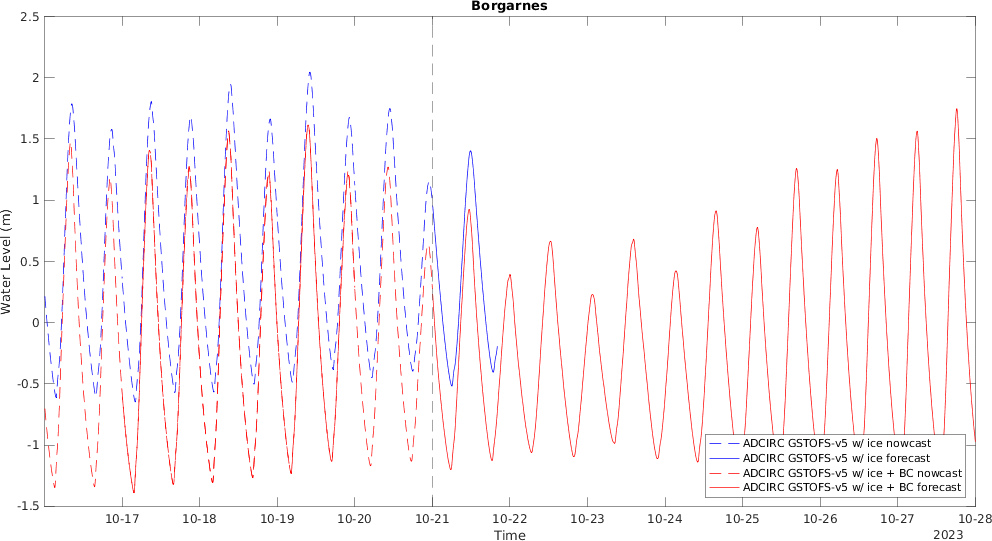 Borgarnes
2.5
2
1.5
1
0.5
0
-0.5
-1
-1.5
Water Level (m)
ADCIRC GSTOFS-v5 w/ ice nowcast
ADCIRC GSTOFS-v5 w/ ice forecast
ADCIRC GSTOFS-v5 w/ ice + BC nowcast
ADCIRC GSTOFS-v5 w/ ice + BC forecast
10-17 10-18 10-19 10-20 10-21 10-22 10-23 10-24 10-25 10-26 10-27 10-28
Time
2023